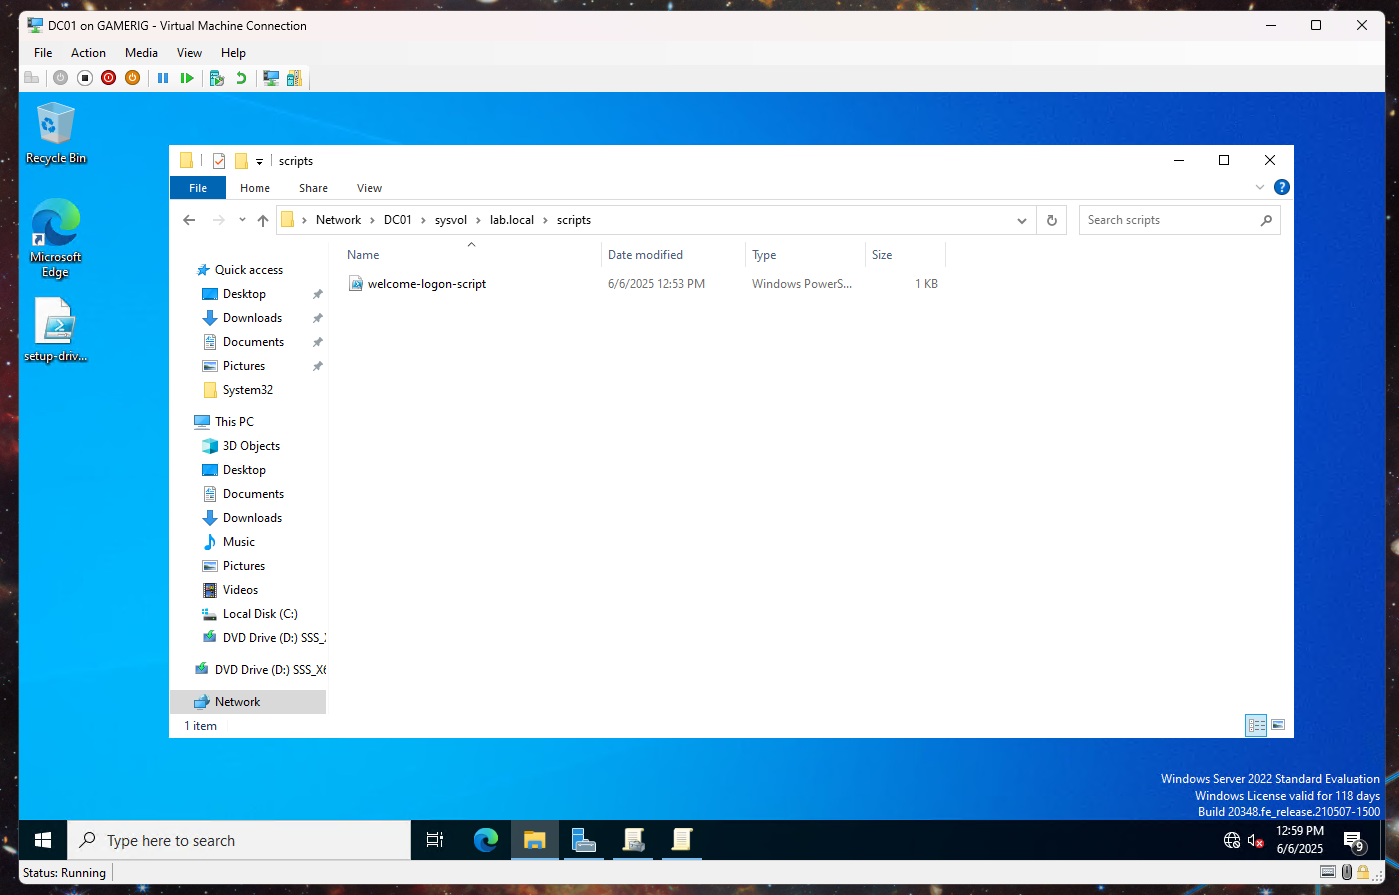 DC01 on GAMERIG - Virtual Machine Connection
File Action Media View Help
Recycle Bin
Microsoft
Edge
setup-driv...
scripts
File Home Share View
Network DC01 sysvol lab.local scripts
Search scripts
Name Date modified Type Size
welcome-logon-script 6/6/2025 12:53 PM Windows PowerS... 1 KB
Quick access
Desktop
Downloads
Documents
Pictures
System32
This PC
3D Objects
Desktop
Documents
Downloads
Music
Pictures
Videos
Local Disk (C:)
DVD Drive (D:) SSS_X
DVD Drive (D:) SSS_X6
Network
1 item
Windows Server 2022 Standard Evaluation
Windows License valid for 118 days
Build 20348.fe_release.210507-1500
Type here to search
12:59 PM
6/6/2025
9
Status: Running